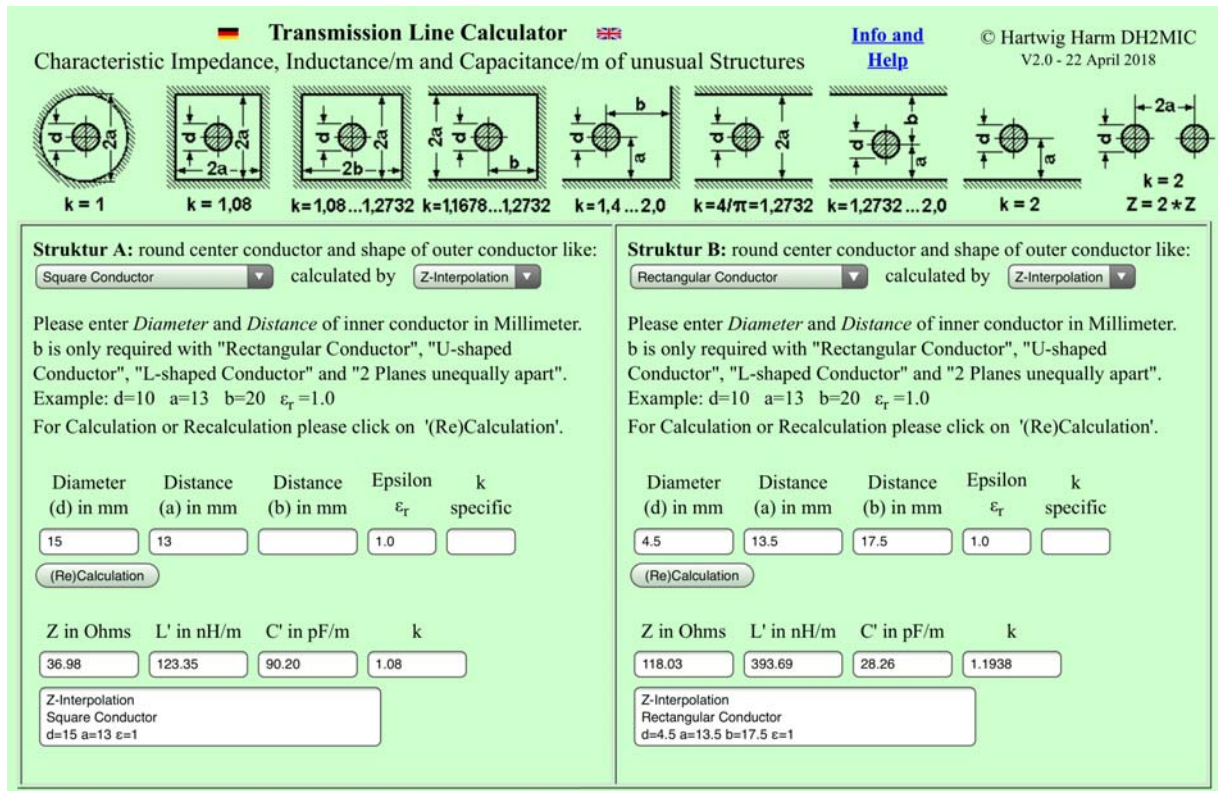 Transmission Line Calculator
Characteristic Impedance, Inductance/m and Capacitance/m of unusual Structures
Info and
Help
© Hartwig Harm DH2MIC
V2.0 - 22 April 2018
d 2a
k = 1
d 2a 2a
k = 1,08
d 2a 2b
k=1,08...1,2732
2a d b
k=1,1678...1,2732
d b a
k=1,4 ... 2,0
d 2a
k=4/π=1,2732
d b a
k=1,2732 ... 2,0
d a
k = 2
2a d
k = 2
Z = 2 * Z
Struktur A: round center conductor and shape of outer conductor like:
Square Conductor calculated by Z-Interpolation
Please enter Diameter and Distance of inner conductor in Millimeter.
b is only required with "Rectangular Conductor", "U-shaped
Conductor", "L-shaped Conductor" and "2 Planes unequally apart".
Example: d=10 a=13 b=20 εr =1.0
For Calculation or Recalculation please click on '(Re)Calculation'.
Diameter Distance Distance Epsilon k
(d) in mm (a) in mm (b) in mm εr specific
15 13 1.0
(Re)Calculation
Z in Ohms L' in nH/m C' in pF/m k
36.98 123.35 90.20 1.08
Z-Interpolation
Square Conductor
d=15 a=13 ε=1
Struktur B: round center conductor and shape of outer conductor like:
Rectangular Conductor calculated by Z-Interpolation
Please enter Diameter and Distance of inner conductor in Millimeter.
b is only required with "Rectangular Conductor", "U-shaped
Conductor", "L-shaped Conductor" and "2 Planes unequally apart".
Example: d=10 a=13 b=20 εr =1.0
For Calculation or Recalculation please click on '(Re)Calculation'.
Diameter Distance Distance Epsilon k
(d) in mm (a) in mm (b) in mm εr specific
4.5 13.5 17.5 1.0
(Re)Calculation
Z in Ohms L' in nH/m C' in pF/m k
118.03 393.69 28.26 1.1938
Z-Interpolation
Rectangular Conductor
d=4.5 a=13.5 b=17.5 ε=1